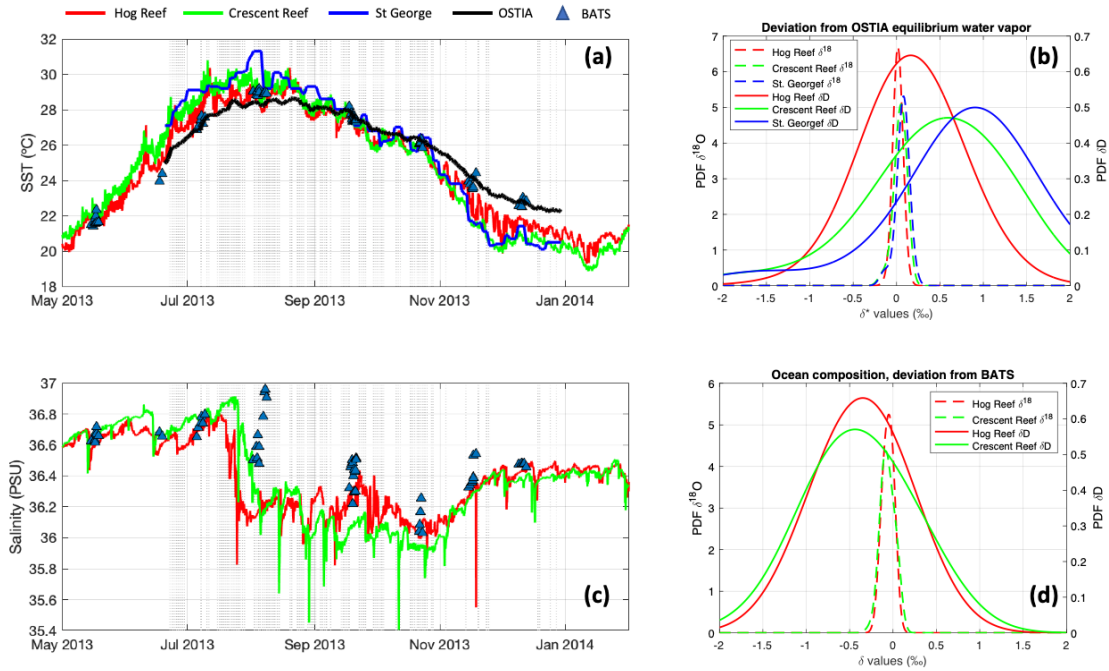 Hog Reef Crescent Reef St George OSTIA BATS
(a)
SST (ºC)
32
30
28
26
24
22
20
18
May 2013 Jul 2013 Sep 2013 Nov 2013 Jan 2014
Deviation from OSTIA equilibrium water vapor
(b)
Hog Reef δ18
Crescent Reef δ18
St. Georgef δ18
Hog Reef δD
Crescent Reef δD
St. Georgef δD
PDF δ18O
7
6
5
4
3
2
1
0
PDF δD
0.7
0.6
0.5
0.4
0.3
0.2
0.1
0
-2 -1.5 -1 -0.5 0 0.5 1 1.5 2
δ* values (‰)
(c)
Salinity (PSU)
37
36.8
36.6
36.4
36.2
36
35.8
35.6
35.4
May 2013 Jul 2013 Sep 2013 Nov 2013 Jan 2014
Ocean composition, deviation from BATS
Hog Reef δ18
Crescent Reef δ18
Hog Reef δD
Crescent Reef δD
(d)
PDF δ18O
6
5
4
3
2
1
0
PDF δD
0.7
0.6
0.5
0.4
0.3
0.2
0.1
0
-2 -1.5 -1 -0.5 0 0.5 1 1.5 2
δ values (‰)